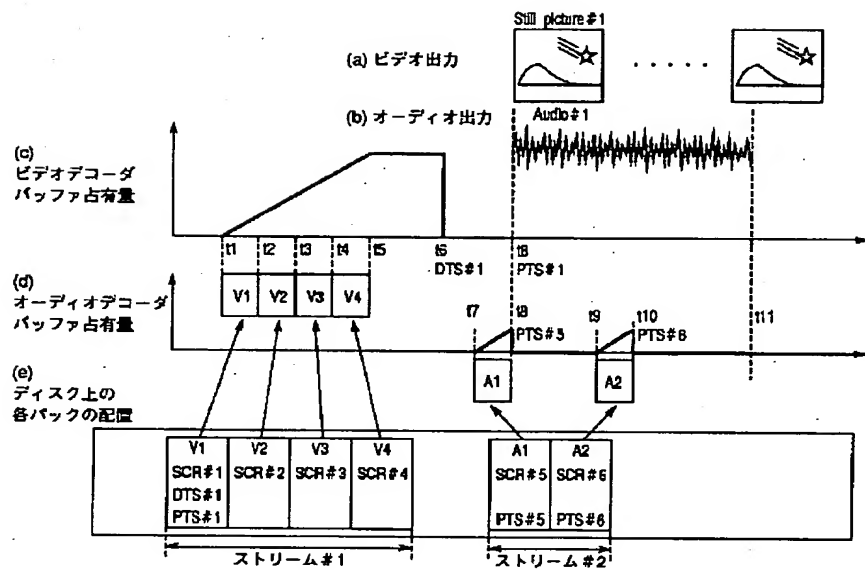 Still picture#1
(a) ビデオ出力
(b) オーディオ出力
Audio#1
(c)
ビデオデコーダ
バッファ占有量
t1 t2 t3 t4 t5 t6 t8
DTS#1 PTS#1
(d)
オーディオデコーダ
バッファ占有量
V1 V2 V3 V4
t7 t8 t9 t10 t11
PTS#5 PTS#6
A1 A2
(e)
ディスク上の
各パックの配置
V1 V2 V3 V4 A1 A2
SCR#1 SCR#2 SCR#3 SCR#4 SCR#5 SCR#6
DTS#1
PTS#1 PTS#5 PTS#6
ストリーム#1 ストリーム#2